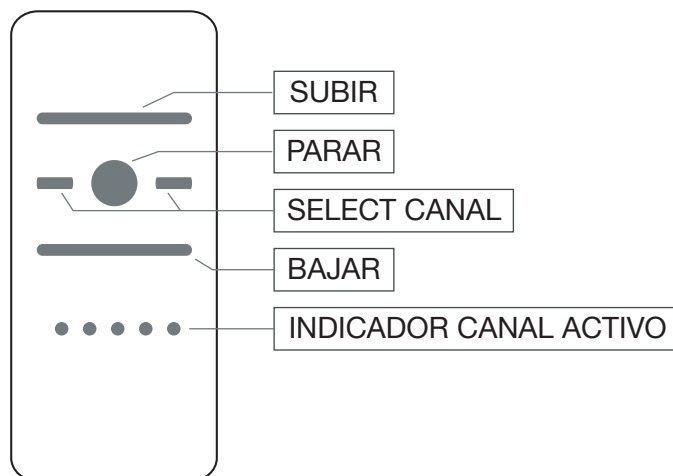 SUBIR
PARAR
SELECT CANAL
BAJAR
INDICADOR CANAL ACTIVO